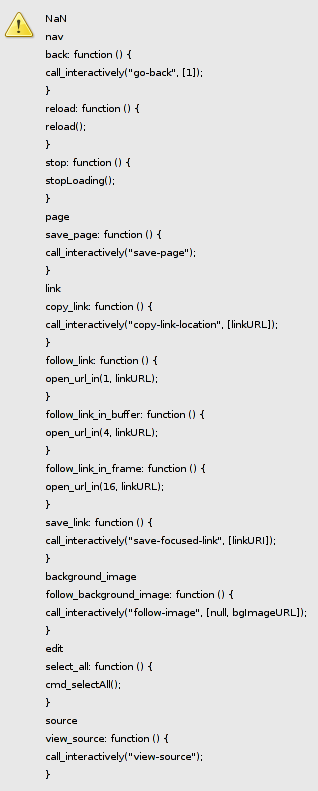 NaN
nav
back: function () {
call_interactively("go-back", [1]);
}
reload: function () {
reload();
}
stop: function () {
stopLoading();
}
page
save_page: function () {
call_interactively("save-page");
}
link
copy_link: function () {
call_interactively("copy-link-location", [linkURL]);
}
follow_link: function () {
open_url_in(1, linkURL);
}
follow_link_in_buffer: function () {
open_url_in(4, linkURL);
}
follow_link_in_frame: function () {
open_url_in(16, linkURL);
}
save_link: function () {
call_interactively("save-focused-link", [linkURI]);
}
background_image
follow_background_image: function () {
call_interactively("follow-image", [null, bgImageURL]);
}
edit
select_all: function () {
cmd_selectAll();
}
source
view_source: function () {
call_interactively("view-source");
}